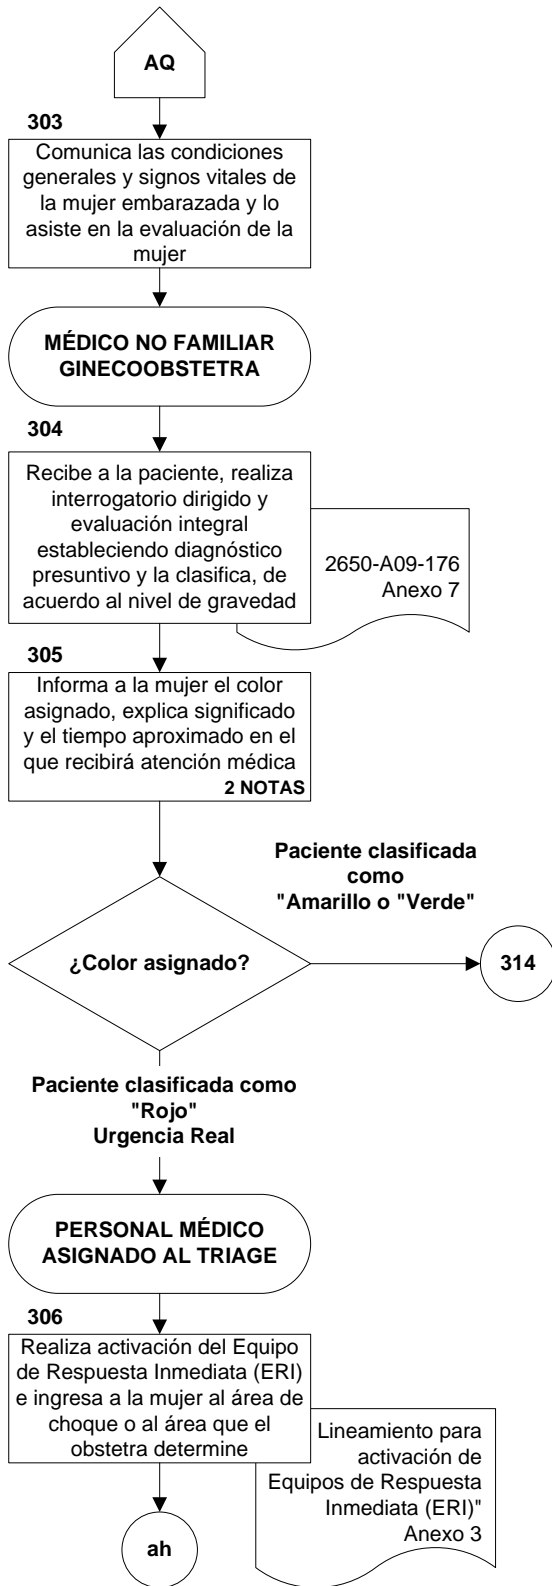 AQ
303
Comunica las condiciones
generales y signos vitales de
la mujer embarazada y lo
asiste en la evaluación de la
mujer
MÉDICO NO FAMILIAR
GINECOOBSTETRA
304
Recibe a la paciente, realiza
interrogatorio dirigido y
evaluación integral
estableciendo diagnóstico
presuntivo y la clasifica, de
acuerdo al nivel de gravedad
2650-A09-176
Anexo 7
305
Informa a la mujer el color
asignado, explica significado
y el tiempo aproximado en el
que recibirá atención médica
2 NOTAS
Paciente clasificada
como
"Amarillo o "Verde"
¿Color asignado?
314
Paciente clasificada como
"Rojo"
Urgencia Real
PERSONAL MÉDICO
ASIGNADO AL TRIAGE
306
Realiza activación del Equipo
de Respuesta Inmediata (ERI)
e ingresa a la mujer al área de
choque o al área que el
obstetra determine
Lineamiento para
activación de
Equipos de Respuesta
Inmediata (ERI)"
Anexo 3
ah